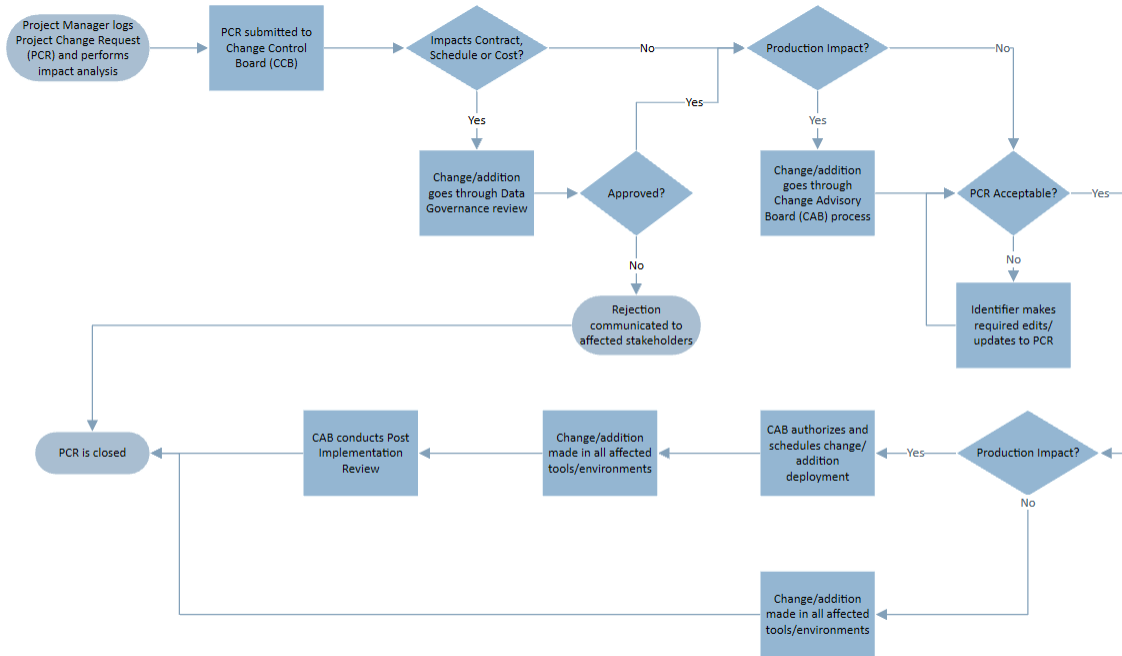 Project Manager logs
Project Change Request
(PCR) and performs
impact analysis
PCR submitted to
Change Control
Board (CCB)
Impacts Contract,
Schedule or Cost?
No
Production Impact?
No
Yes
Yes
Yes
Change/addition
goes through Data
Governance review
Approved?
Change/addition
goes through
Change Advisory
Board (CAB) process
PCR Acceptable?
Yes
No
No
Rejection
communicated to
affected stakeholders
Identifier makes
required edits/
updates to PCR
PCR is closed
CAB conducts Post
Implementation
Review
Change/addition
made in all affected
tools/environments
CAB authorizes and
schedules change/
addition
deployment
Yes
Production Impact?
No
Change/addition
made in all affected
tools/environments